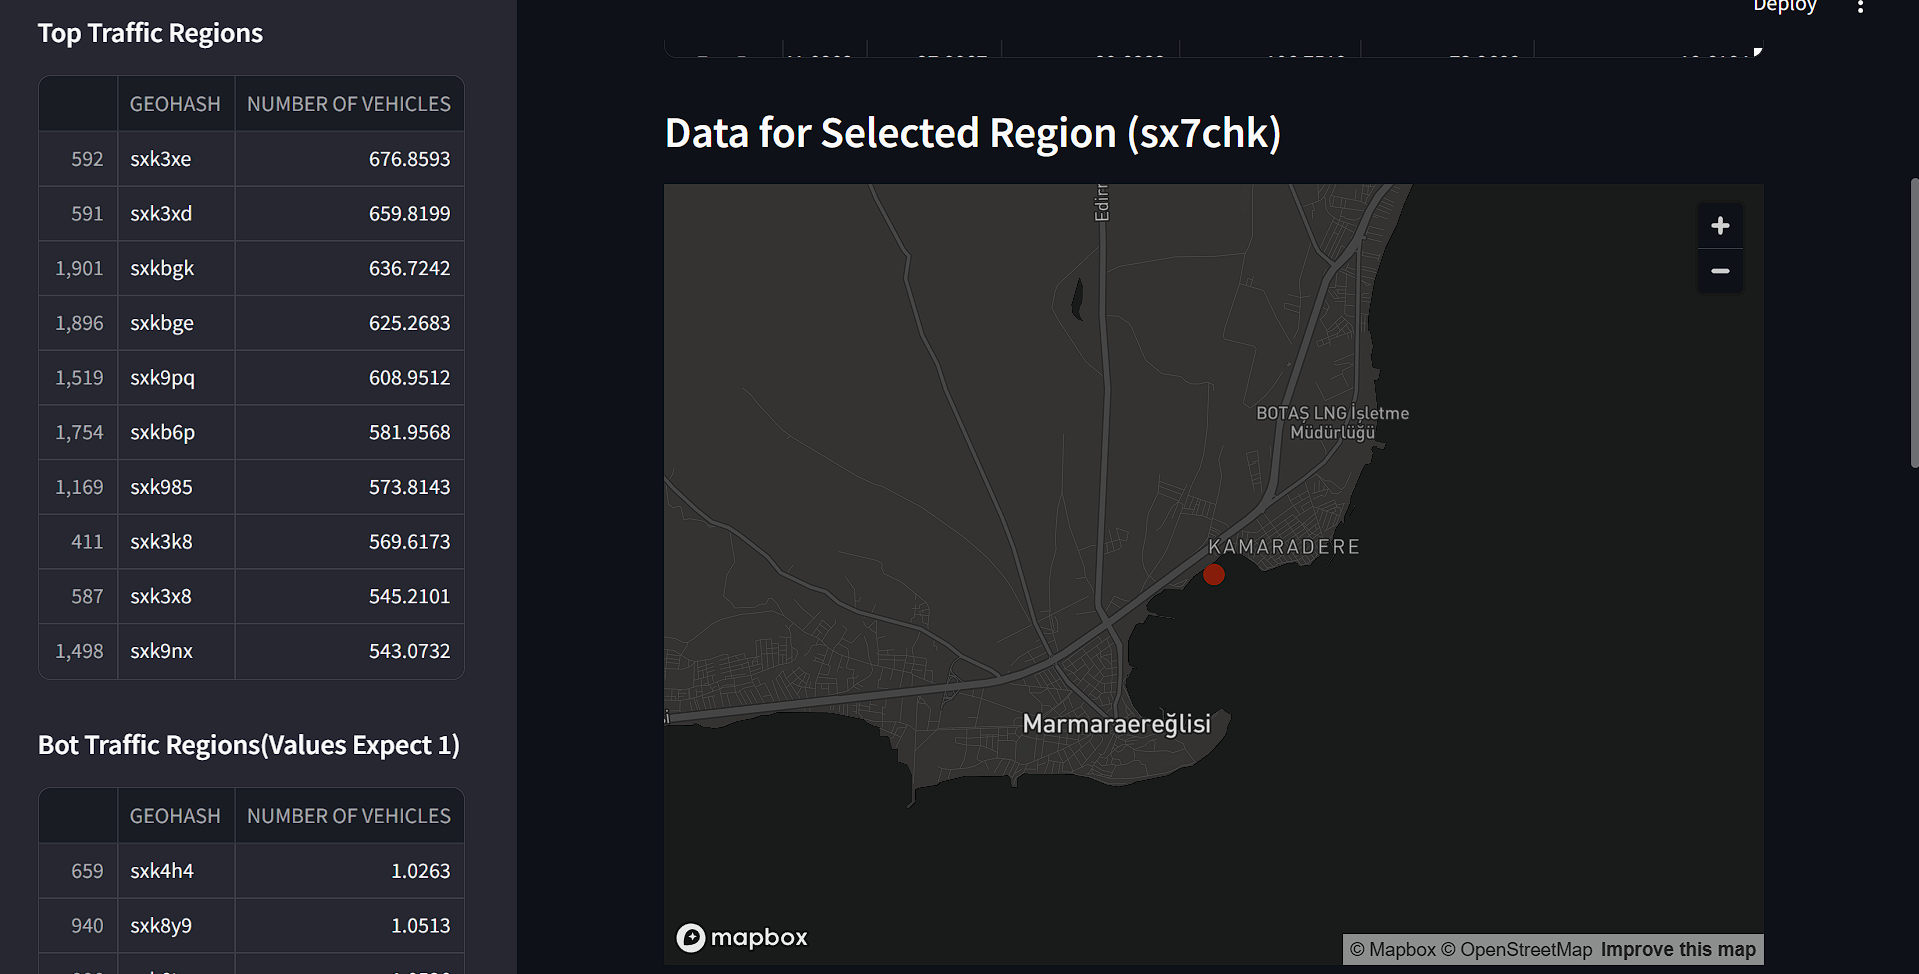 Top Traffic Regions
GEOHASH NUMBER OF VEHICLES
592 sxk3xe 676.8593
591 sxk3xd 659.8199
1,901 sxkbgk 636.7242
1,896 sxkbge 625.2683
1,519 sxk9pq 608.9512
1,754 sxkb6p 581.9568
1,169 sxk985 573.8143
411 sxk3k8 569.6173
587 sxk3x8 545.2101
1,498 sxk9nx 543.0732
Bot Traffic Regions(Values Expect 1)
GEOHASH NUMBER OF VEHICLES
659 sxk4h4 1.0263
940 sxk8y9 1.0513
Deploy
Data for Selected Region (sx7chk)
+
−
BOTAŞ LNG İşletme
Müdürlüğü
KAMARADERE
Marmaraereğlisi
mapbox
© Mapbox © OpenStreetMap Improve this map